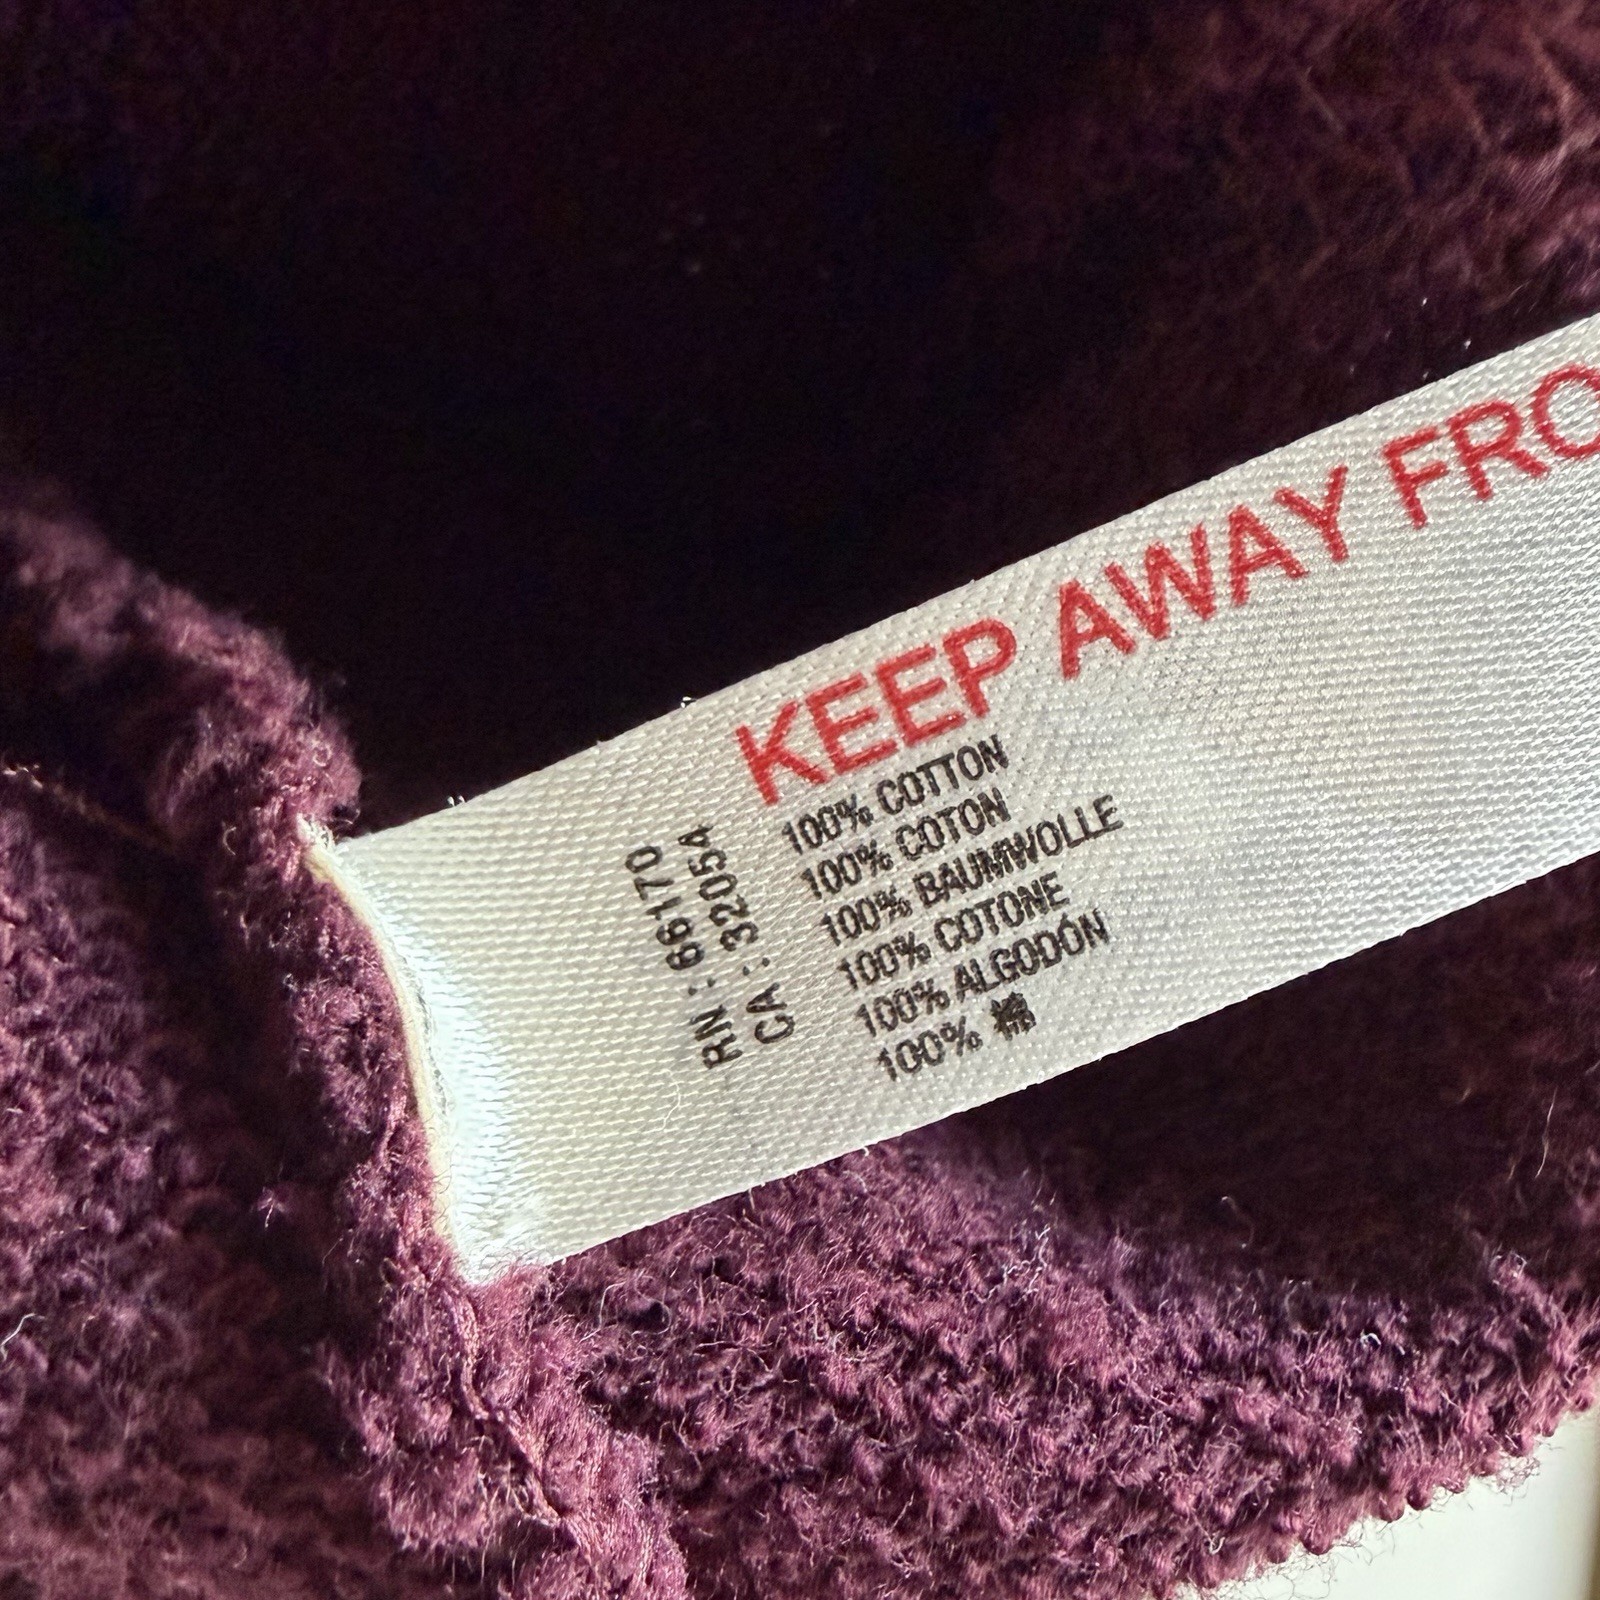 KEEP AWAY FRO
RN : 66170
CA : 32054
100% COTTON
100% COTON
100% BAUMWOLLE
100% COTONE
100% ALGODÓN
100% 棉